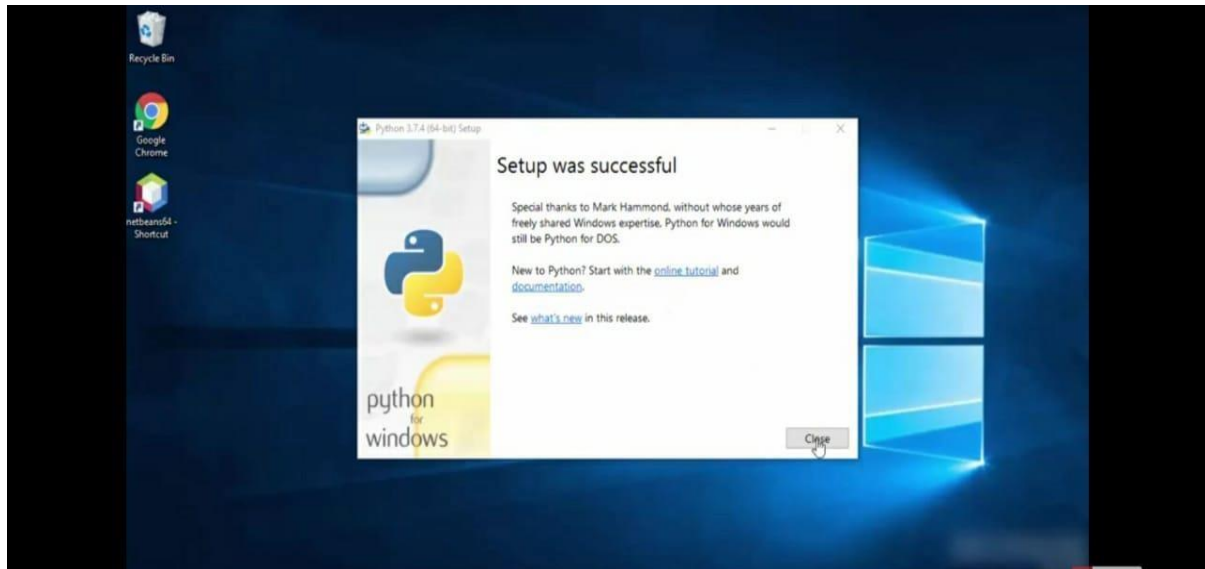 Recycle Bin
Google
Chrome
netbeans64 -
Shortcut
Python 3.7.4 (64-bit) Setup
Setup was successful
Special thanks to Mark Hammond, without whose years of
freely shared Windows expertise, Python for Windows would
still be Python for DOS.
New to Python? Start with the online tutorial and
documentation.
See what's new in this release.
python
for
windows
Close